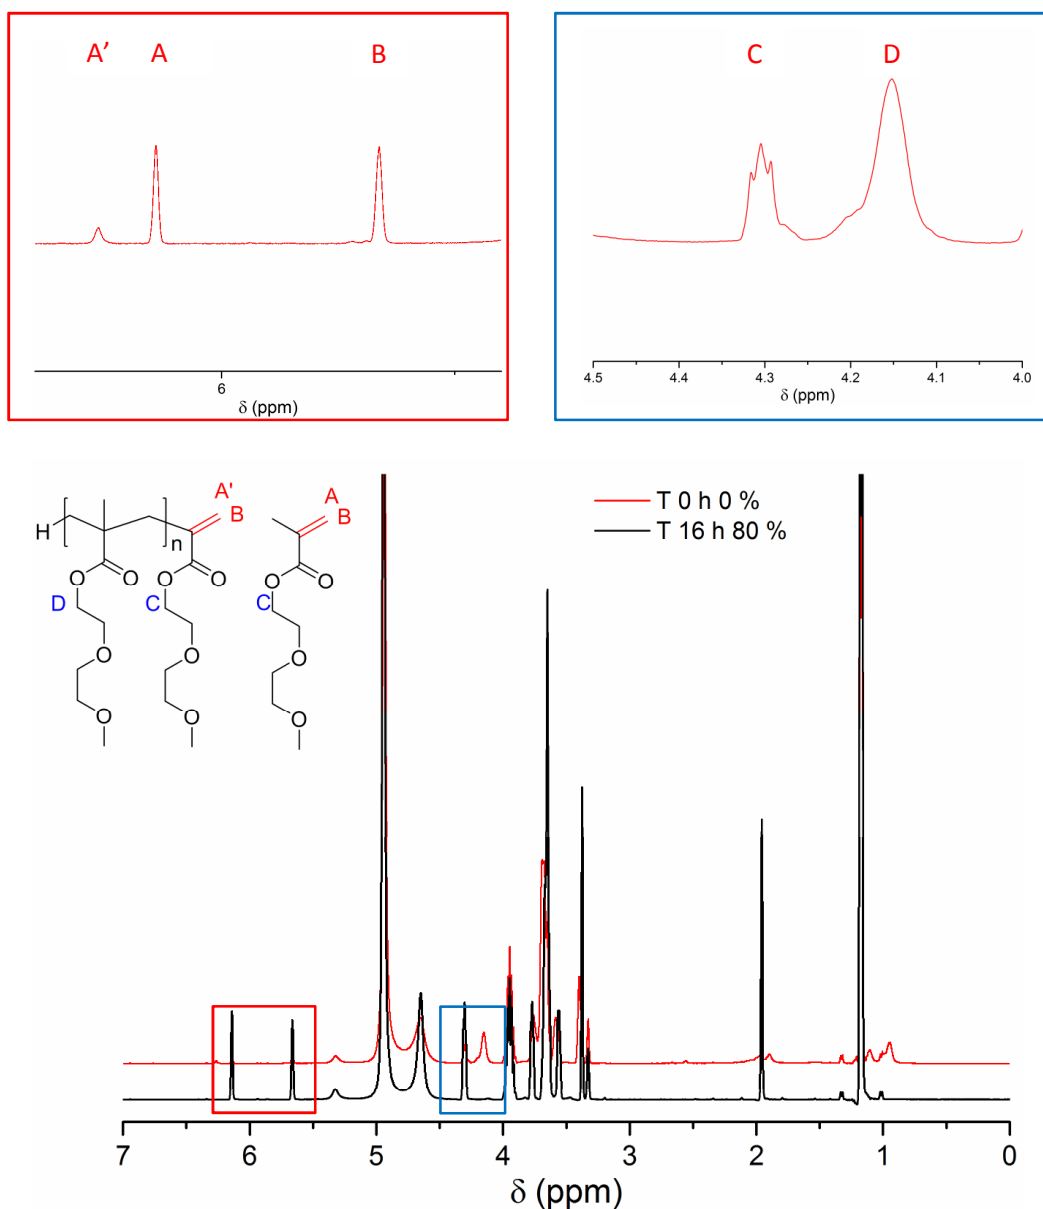 A' A B
6
δ (ppm)
C D
4.5 4.4 4.3 4.2 4.1 4.0
δ (ppm)
A'
B
A
B
H
n
O
O
O
O
O
O
D
C
C
O
O
O
O
O
O
T 0 h 0 %
T 16 h 80 %
7 6 5 4 3 2 1 0
δ (ppm)